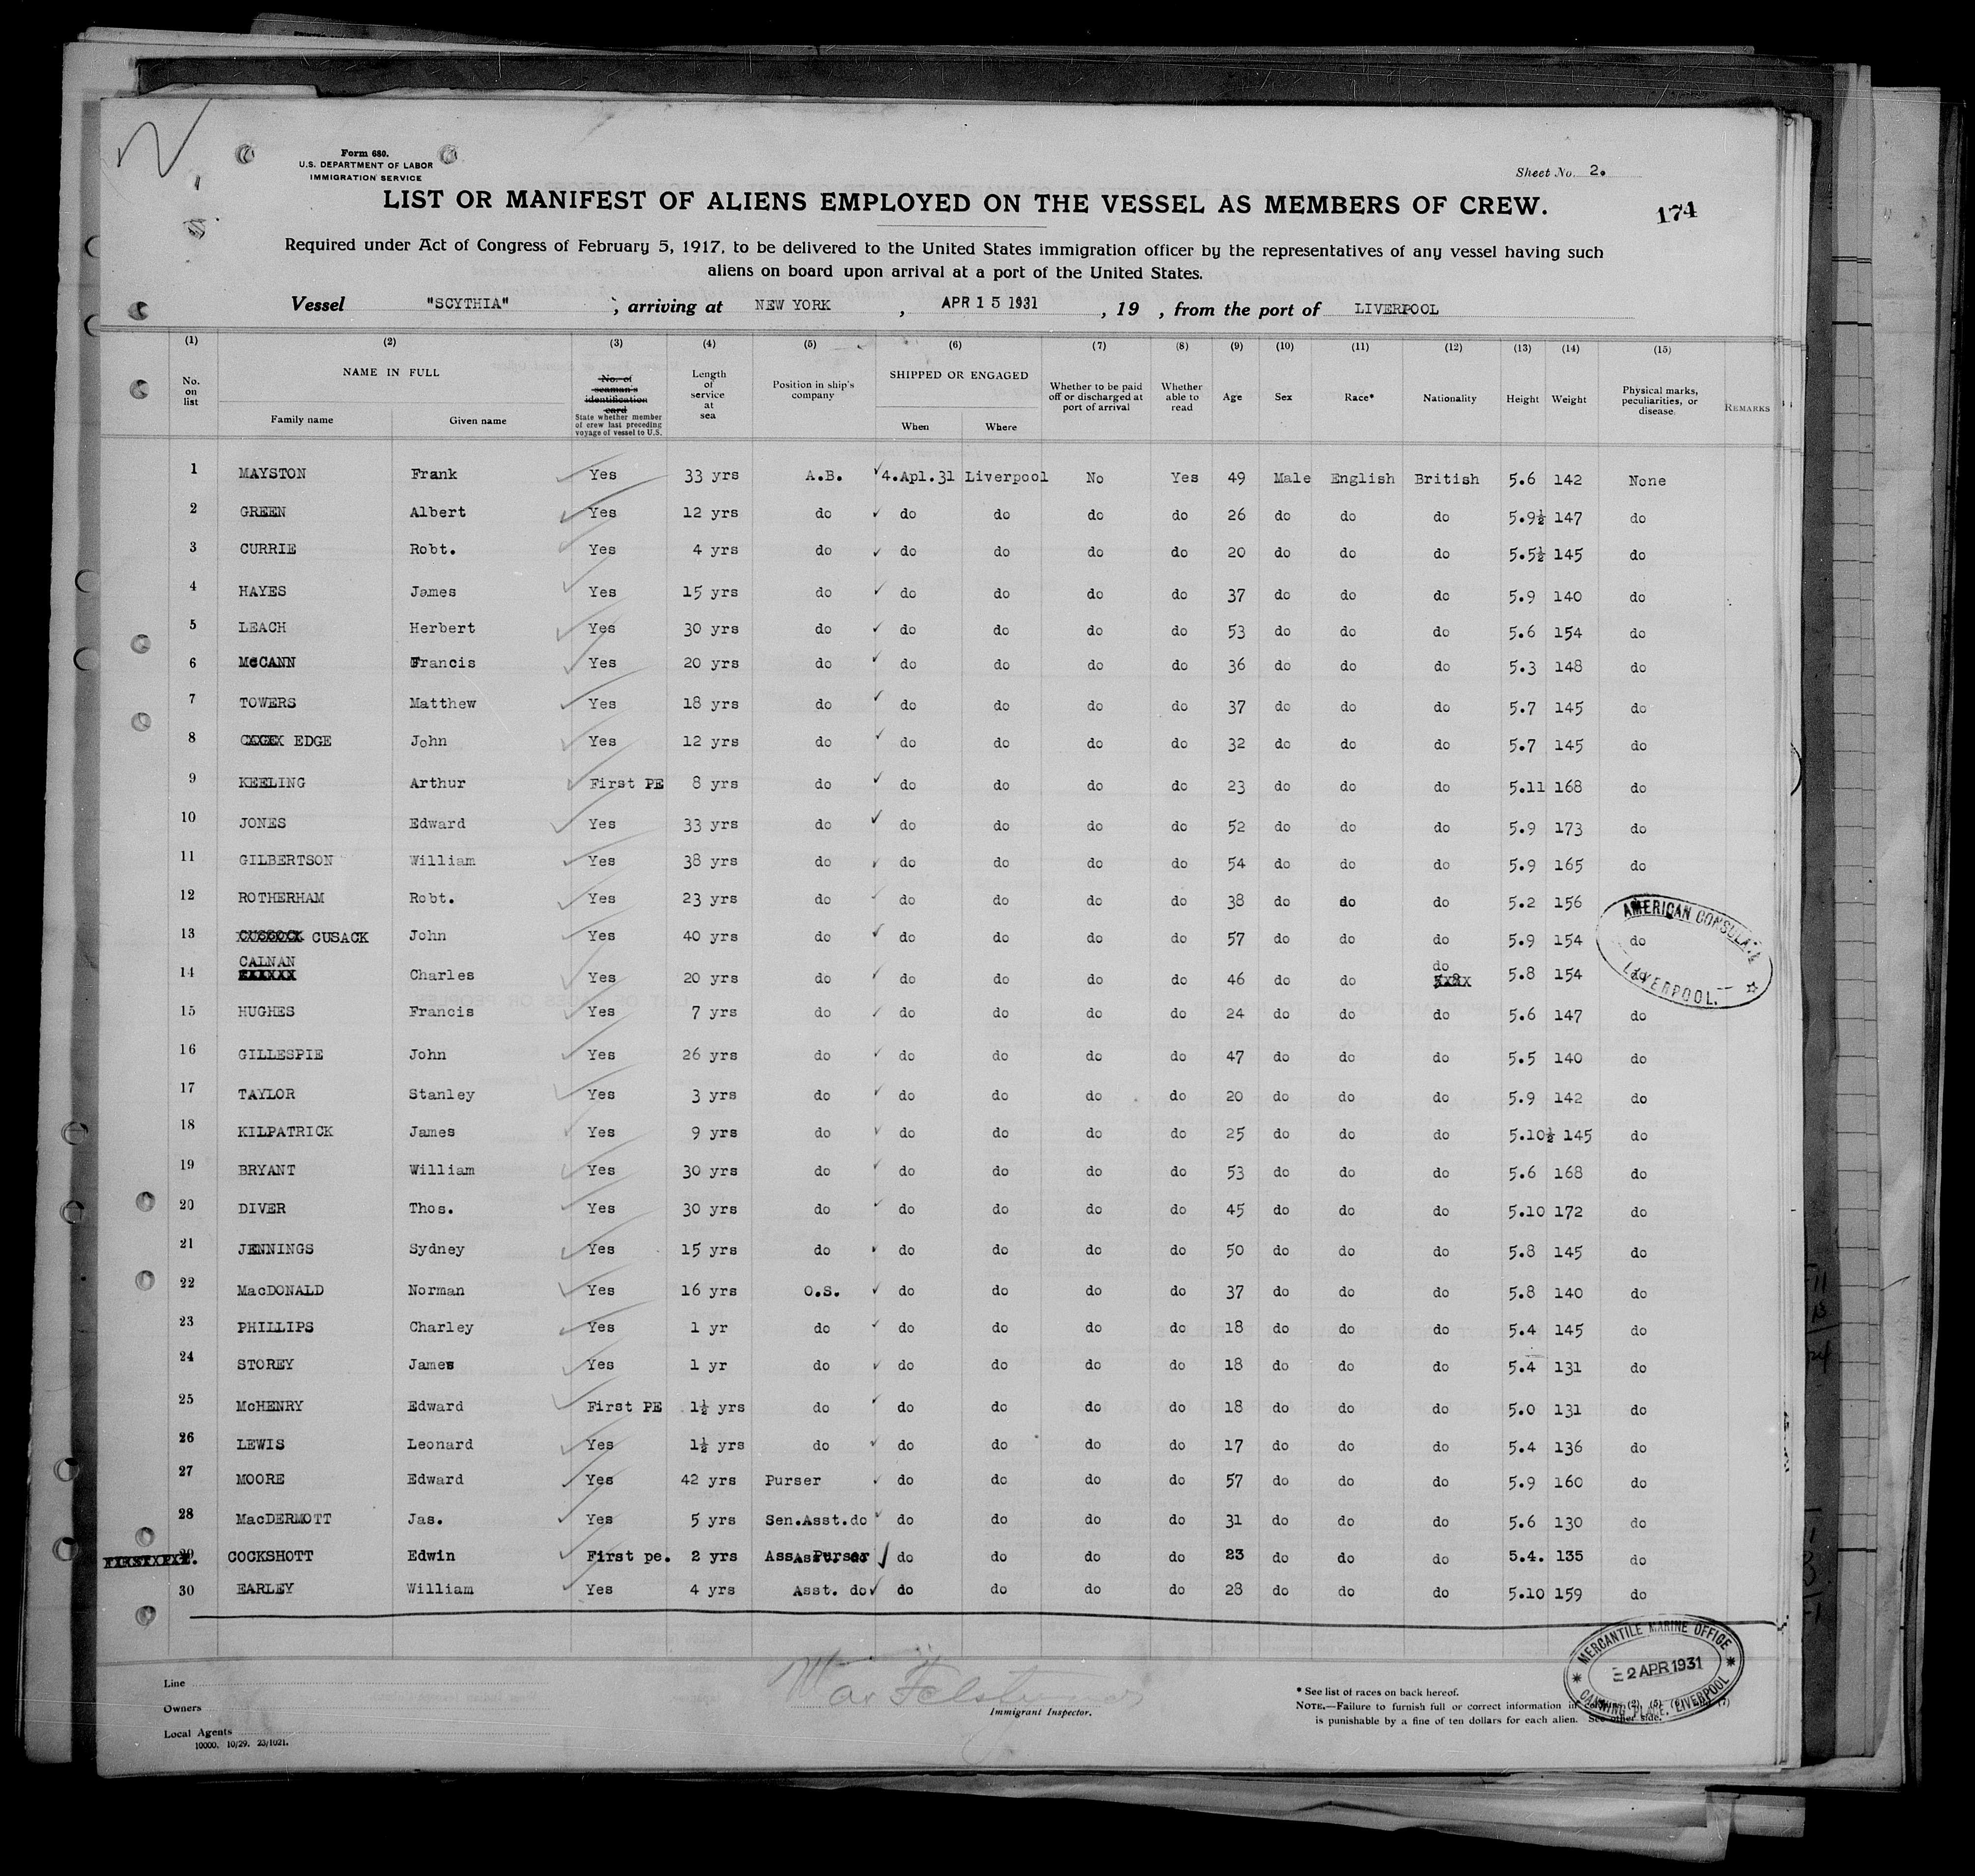 Form 680.
U.S. DEPARTMENT OF LABOR
IMMIGRATION SERVICE
Sheet No. 2.
LIST OR MANIFEST OF ALIENS EMPLOYED ON THE VESSEL AS MEMBERS OF CREW.
174
Required under Act of Congress of February 5, 1917, to be delivered to the United States immigration officer by the representatives of any vessel having such
aliens on board upon arrival at a port of the United States.
Vessel "SCYTHIA" , arriving at NEW YORK , APR 15 1931 , 19 , from the port of LIVERPOOL
(1) (2) (3) (4) (5) (6) (7) (8) (9) (10) (11) (12) (13) (14) (15)
No. on list NAME IN FULL Family name Given name No. of seaman's identification card State whether member of crew last preceding voyage of vessel to U.S. Length of service at sea Position in ship's company SHIPPED OR ENGAGED When Where Whether to be paid off or discharged at port of arrival Whether able to read Age Sex Race* Nationality Height Weight Physical marks, peculiarities, or disease. REMARKS
1 MAYSTON Frank Yes 33 yrs A.B. 4.Apl.31 Liverpool No Yes 49 Male English British 5.6 142 None
2 GREEN Albert Yes 12 yrs do do do do do 26 do do do 5.9½ 147 do
3 CURRIE Robt. Yes 4 yrs do do do do do 20 do do do 5.5½ 145 do
4 HAYES James Yes 15 yrs do do do do do 37 do do do 5.9 140 do
5 LEACH Herbert Yes 30 yrs do do do do do 53 do do do 5.6 154 do
6 McCANN Francis Yes 20 yrs do do do do do 36 do do do 5.3 148 do
7 TOWERS Matthew Yes 18 yrs do do do do do 37 do do do 5.7 145 do
8 EDGE John Yes 12 yrs do do do do do 32 do do do 5.7 145 do
9 KEELING Arthur First PE 8 yrs do do do do do 23 do do do 5.11 168 do
10 JONES Edward Yes 33 yrs do do do do do 52 do do do 5.9 173 do
11 GILBERTSON William Yes 38 yrs do do do do do 54 do do do 5.9 165 do
12 ROTHERHAM Robt. Yes 23 yrs do do do do do 38 do do do 5.2 156
13 CUSACK John Yes 40 yrs do do do do do 57 do do do 5.9 154 do
14 CALNAN Charles Yes 20 yrs do do do do do 46 do do do 5.8 154 do
15 HUGHES Francis Yes 7 yrs do do do do do 24 do do do 5.6 147 do
16 GILLESPIE John Yes 26 yrs do do do do do 47 do do do 5.5 140 do
17 TAYLOR Stanley Yes 3 yrs do do do do do 20 do do do 5.9 142 do
18 KILPATRICK James Yes 9 yrs do do do do do 25 do do do 5.10½ 145 do
19 BRYANT William Yes 30 yrs do do do do do 53 do do do 5.6 168 do
20 DIVER Thos. Yes 30 yrs do do do do do 45 do do do 5.10 172 do
21 JENNINGS Sydney Yes 15 yrs do do do do do 50 do do do 5.8 145 do
22 MacDONALD Norman Yes 16 yrs O.S. do do do do 37 do do do 5.8 140 do
23 PHILLIPS Charley Yes 1 yr do do do do do 18 do do do 5.4 145 do
24 STOREY James Yes 1 yr do do do do do 18 do do do 5.4 131 do
25 McHENRY Edward First PE 1½ yrs do do do do do 18 do do do 5.0 131 do
26 LEWIS Leonard Yes 1½ yrs do do do do do 17 do do do 5.4 136 do
27 MOORE Edward Yes 42 yrs Purser do do do do 57 do do do 5.9 160 do
28 MacDERMOTT Jas. Yes 5 yrs Sen.Asst.do do do do do 31 do do do 5.6 130 do
29 COCKSHOTT Edwin First pe. 2 yrs Purser do do do do 23 do do do 5.4. 135 do
30 EARLEY William Yes 4 yrs Asst. do do do do do 28 do do do 5.10 159 do
AMERICAN CONSULATE
LIVERPOOL.
MERCANTILE MARINE OFFICE
2 APR 1931
CANNING PLACE, LIVERPOOL
Line
Owners
Local Agents
10000. 10/29. 23/1021.
Immigrant Inspector.
* See list of races on back hereof.
NOTE.—Failure to furnish full or correct information in columns (2), (5), (6), (7)
is punishable by a fine of ten dollars for each alien. See other side.